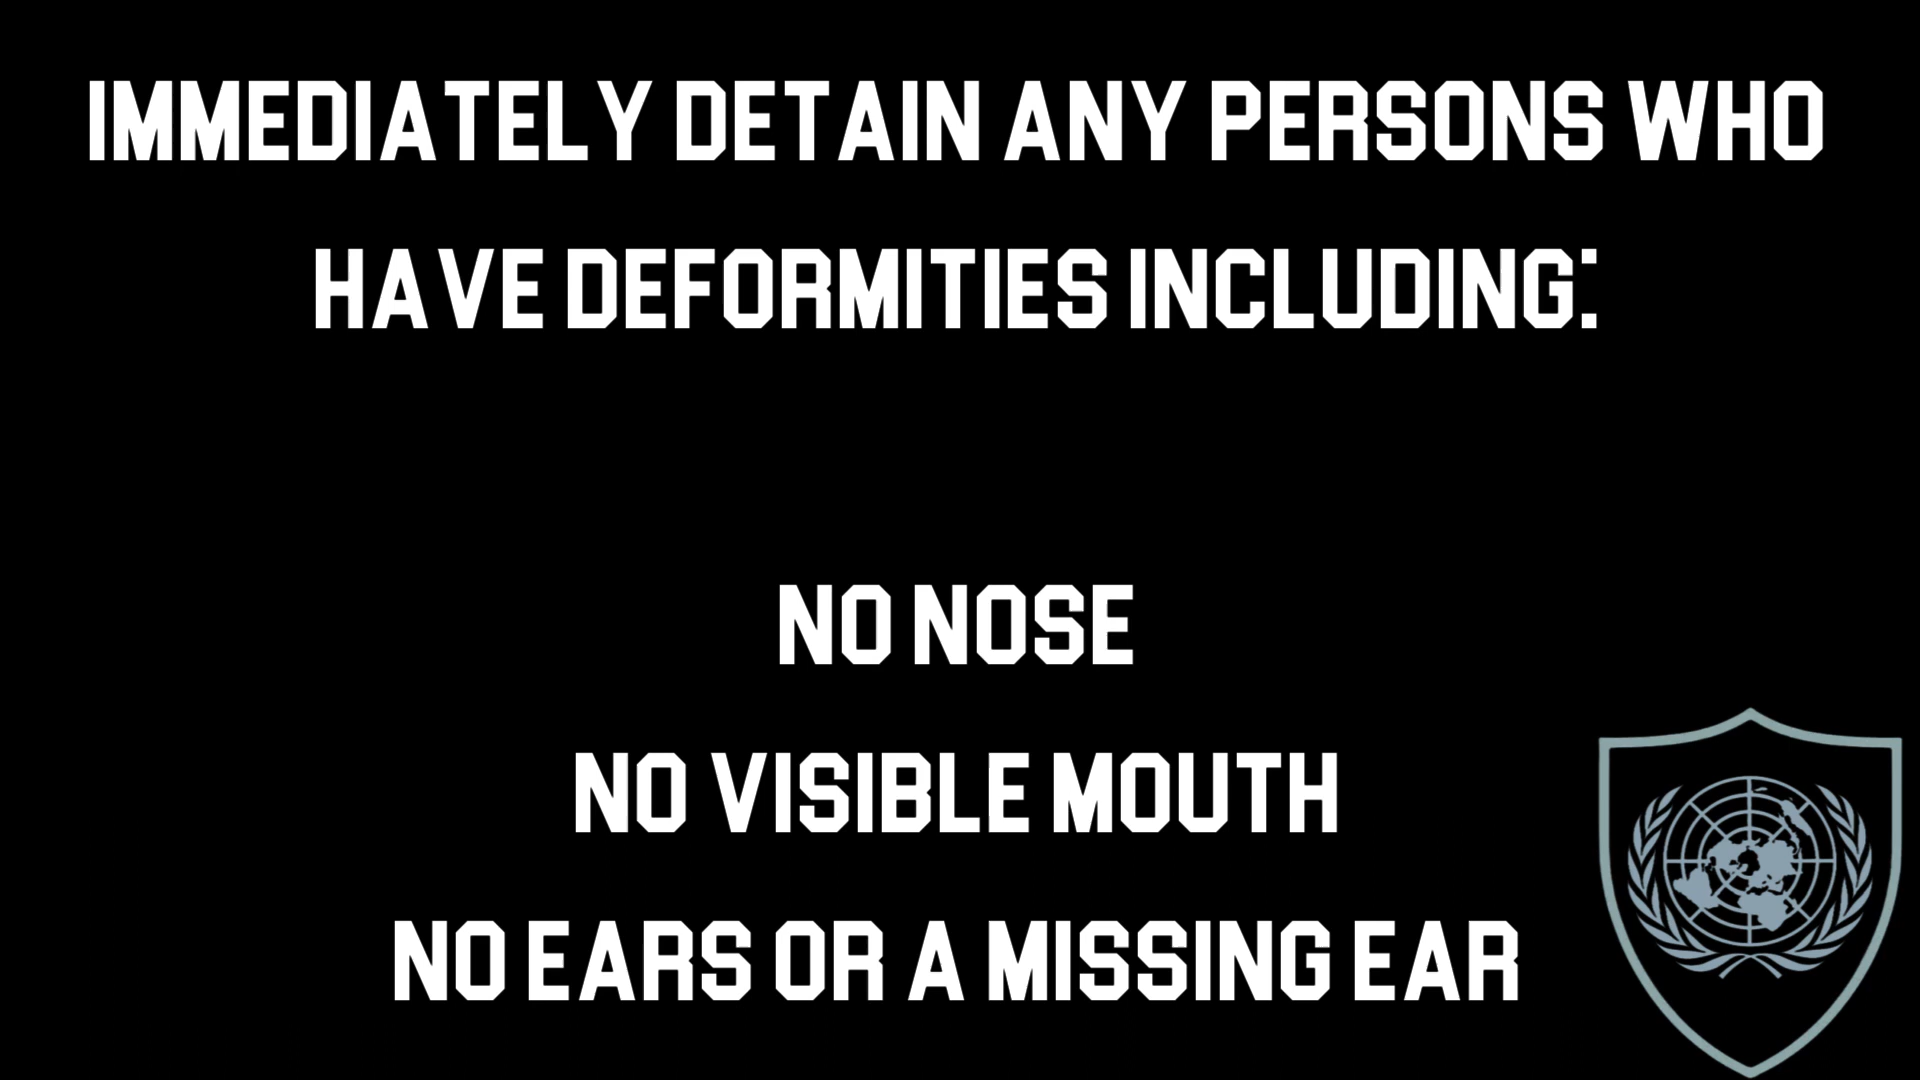 IMMEDIATELY DETAIN ANY PERSONS WHO
HAVE DEFORMITIES INCLUDING:
NO NOSE
NO VISIBLE MOUTH
NO EARS OR A MISSING EAR